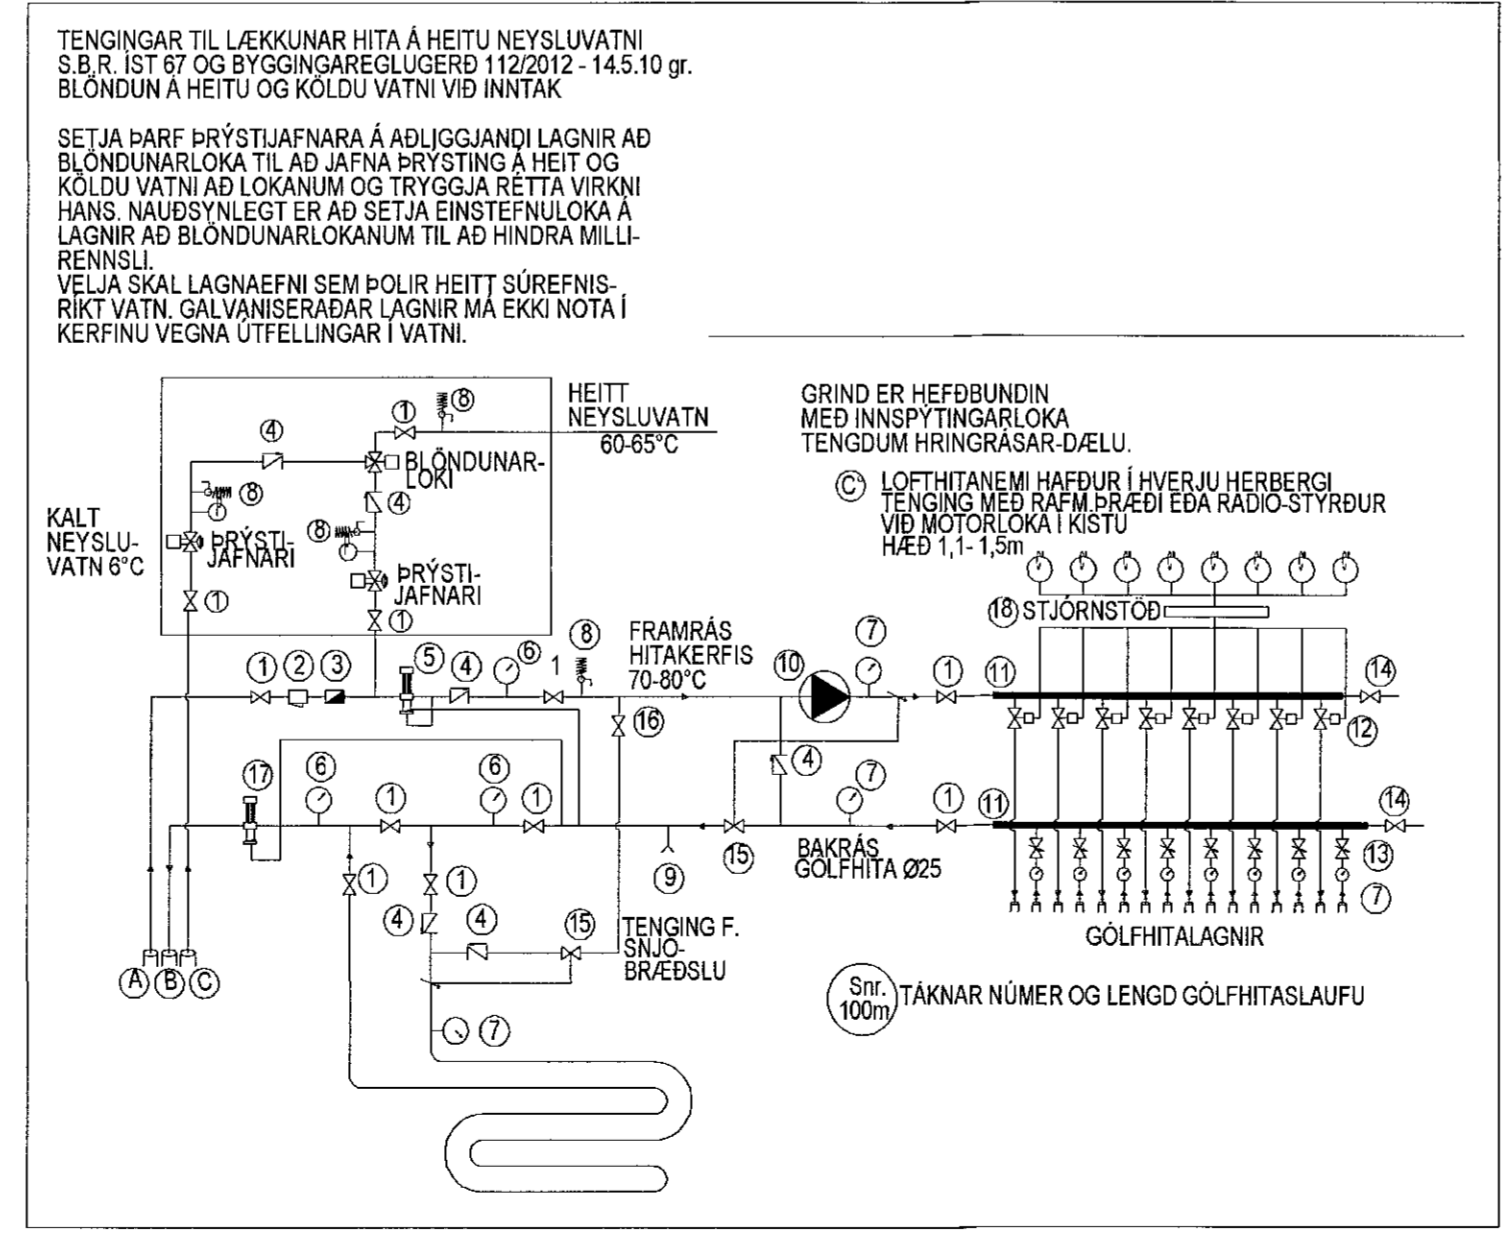 TENGINGAR TIL LÆKKUNAR HITA Á HEITU NEYSLUVATNI
S.B.R. ÍST 67 OG BYGGINGAREGLUGERÐ 112/2012 - 14.5.10 gr.
BLÖNDUN Á HEITU OG KÖLDU VATNI VIÐ INNTAK
SETJA ÞARF ÞRÝSTIJAFNARA Á AÐLIGGJANDI LAGNIR AÐ
BLÖNDUNARLOKA TIL AÐ JAFNA ÞRÝSTING Á HEIT OG
KÖLDU VATNI AÐ LOKANUM OG TRYGGJA RÉTTA VIRKNI
HANS. NAUÐSYNLEGT ER AÐ SETJA EINSTEFNULOKA Á
LAGNIR AÐ BLÖNDUNARLOKANUM TIL AÐ HINDRA MILLI-
RENNSLI.
VELJA SKAL LAGNAEFNI SEM ÞOLIR HEITT SÚREFNIS-
RÍKT VATN. GALVANISERAÐAR LAGNIR MÁ EKKI NOTA Í
KERFINU VEGNA ÚTFELLINGAR Í VATNI.
HEITT
NEYSLUVATN
60-65°C
1
8
4
BLÖNDUNAR-
LOKI
4
8
8
KALT
NEYSLU-
VATN 6°C
ÞRÝSTI-
JAFNARI
ÞRÝSTI-
JAFNARI
1
1
GRIND ER HEFÐBUNDIN
MEÐ INNSPÝTINGARLOKA
TENGDUM HRINGRÁSAR-DÆLU.
C° LOFTHITANEMI HAFÐUR Í HVERJU HERBERGI
TENGING MEÐ RAFM.ÞRÆÐI EÐA RADIO-STYRÐUR
VIÐ MOTORLOKA Í KISTU
HÆÐ 1,1- 1,5m
18 STJÓRNSTÖÐ
1 2 3 5 4 6 1 8
FRAMRÁS
HITAKERFIS
70-80°C
10 7 1 11 14
16
12
4
17 6 1 6 1
7 1 11 14
15
BAKRÁS
GÓLFHITA Ø25
9
13
7
1 1
4 4 15
TENGING F.
SNJÓ-
BRÆÐSLU
A B C
GÓLFHITALAGNIR
7
Snr.
100m
TÁKNAR NÚMER OG LENGD GÓLFHITASLAUFU